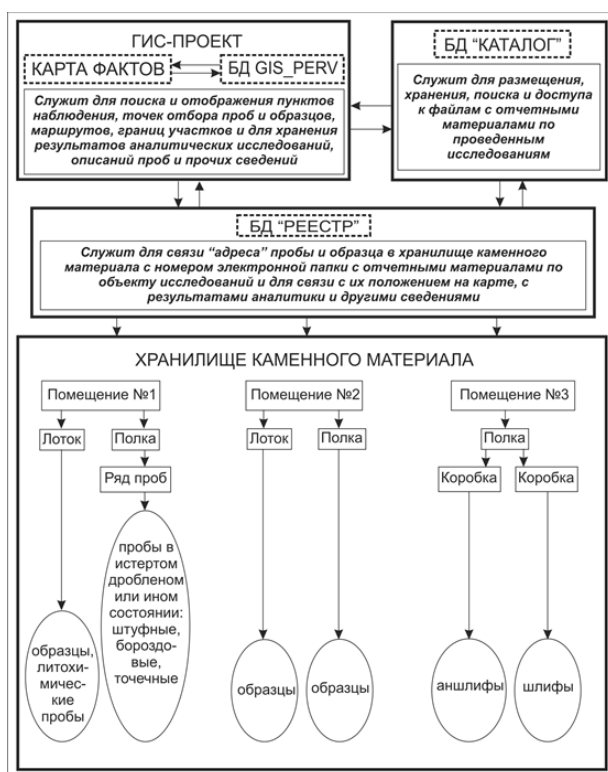 ГИС-ПРОЕКТ
КАРТА ФАКТОВ
БД GIS_PERV
Служит для поиска и отображения пунктов
наблюдения, точек отбора проб и образцов,
маршрутов, границ участков и для хранения
результатов аналитических исследований,
описаний проб и прочих сведений
БД "КАТАЛОГ"
Служит для размещения,
хранения, поиска и доступа
к файлам с отчетными
материалами по
проведенным
исследованиям
БД "РЕЕСТР"
Служит для связи "адреса" пробы и образца в хранилище каменного
материала с номером электронной папки с отчетными материалами по
объекту исследований и для связи с их положением на карте, с
результатами аналитики и другими сведениями
ХРАНИЛИЩЕ КАМЕННОГО МАТЕРИАЛА
Помещение №1
Лоток
Полка
Ряд проб
образцы,
литохи-
мичес-
кие
пробы
пробы в
истертом
дробленом
или ином
состоянии:
штуфные,
бороздо-
вые,
точечные
Помещение №2
Лоток
Полка
образцы
образцы
Помещение №3
Полка
Коробка
Коробка
аншлифы
шлифы